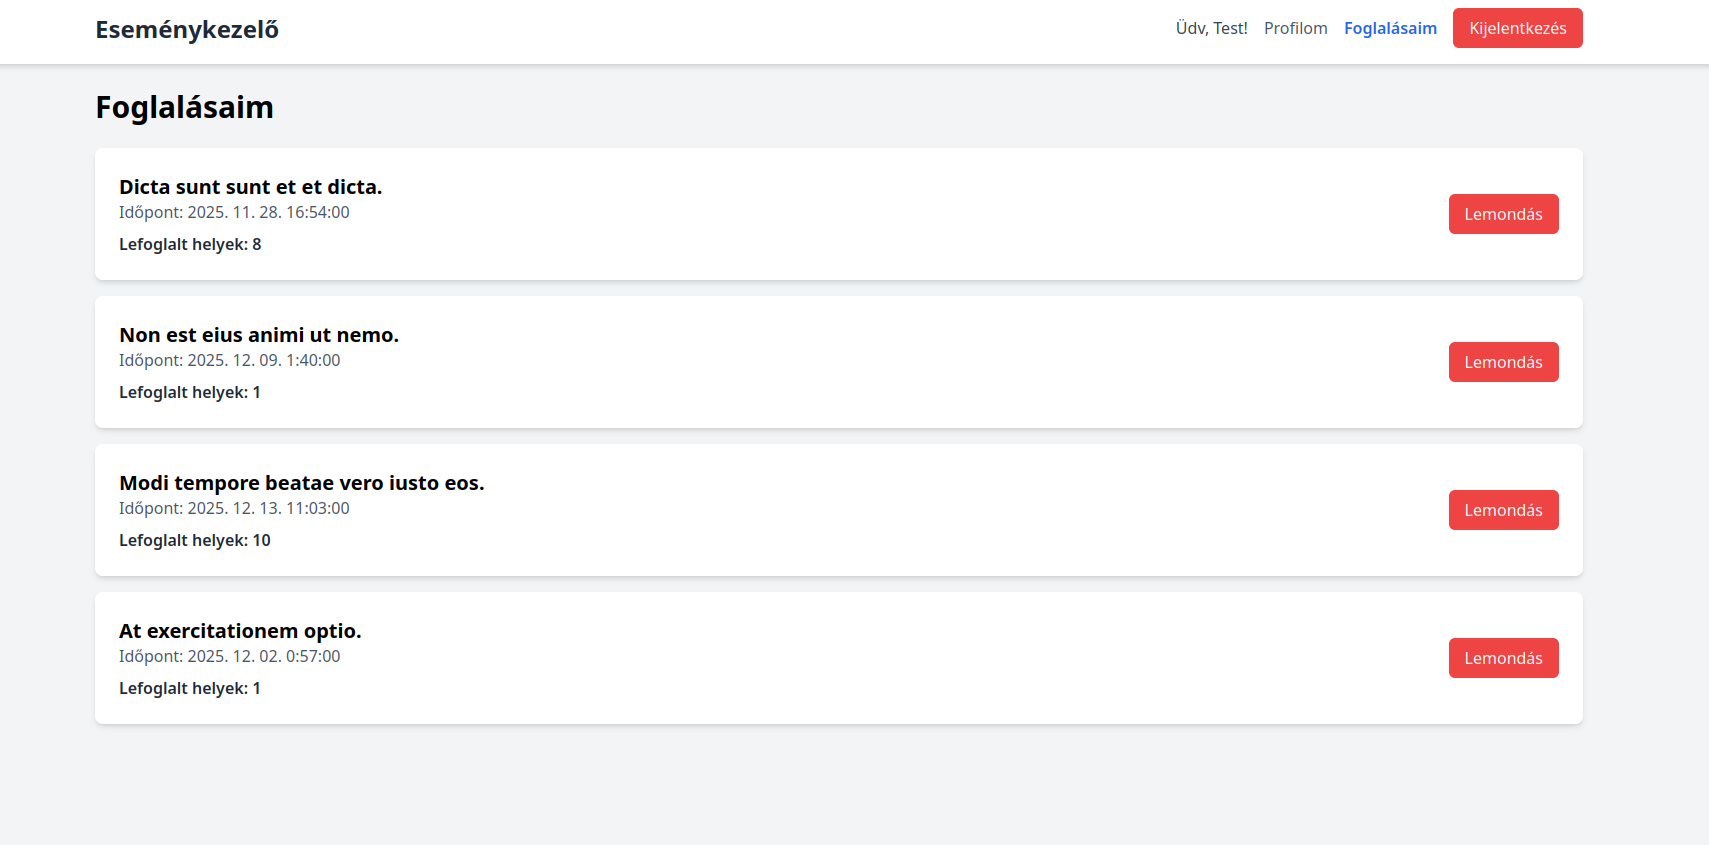 Eseménykezelő
Üdv, Test! Profilom Foglalásaim Kijelentkezés
Foglalásaim
Dicta sunt sunt et et dicta.
Időpont: 2025. 11. 28. 16:54:00
Lefoglalt helyek: 8
Lemondás
Non est eius animi ut nemo.
Időpont: 2025. 12. 09. 1:40:00
Lefoglalt helyek: 1
Lemondás
Modi tempore beatae vero iusto eos.
Időpont: 2025. 12. 13. 11:03:00
Lefoglalt helyek: 10
Lemondás
At exercitationem optio.
Időpont: 2025. 12. 02. 0:57:00
Lefoglalt helyek: 1
Lemondás